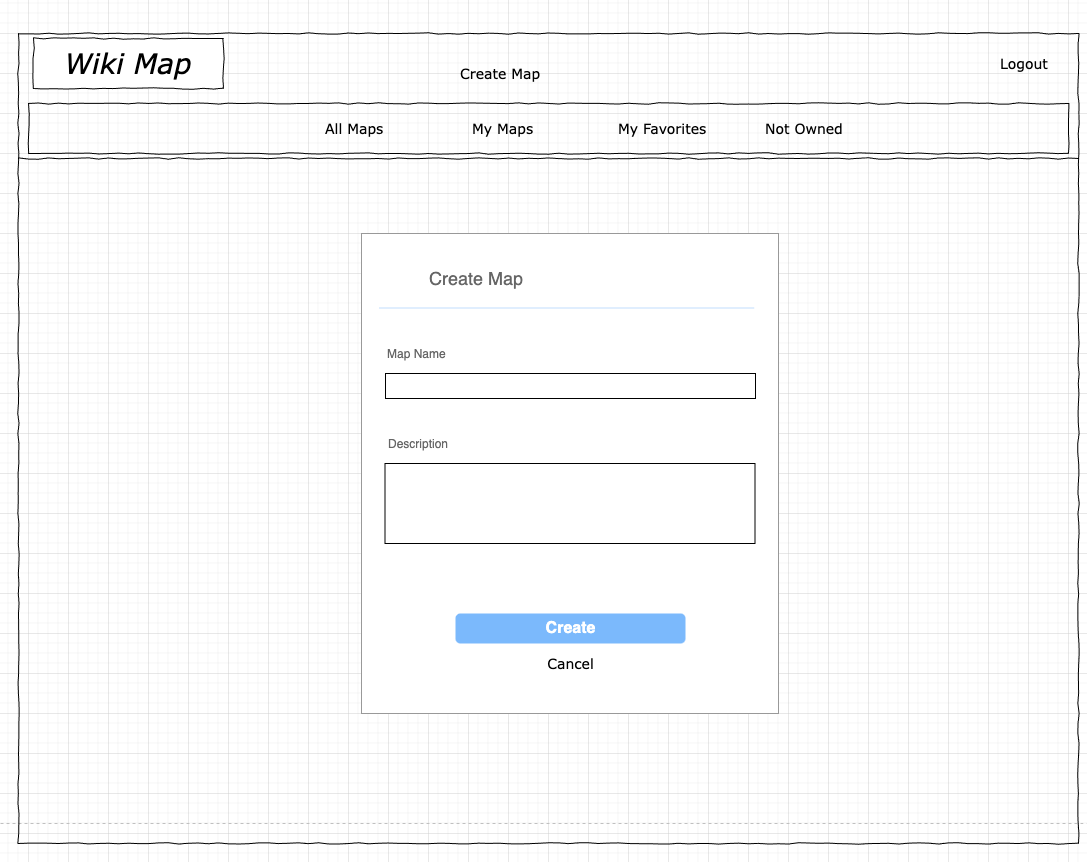 Wiki Map
Create Map
Logout
All Maps
My Maps
My Favorites
Not Owned
Create Map
Map Name
Description
Create
Cancel